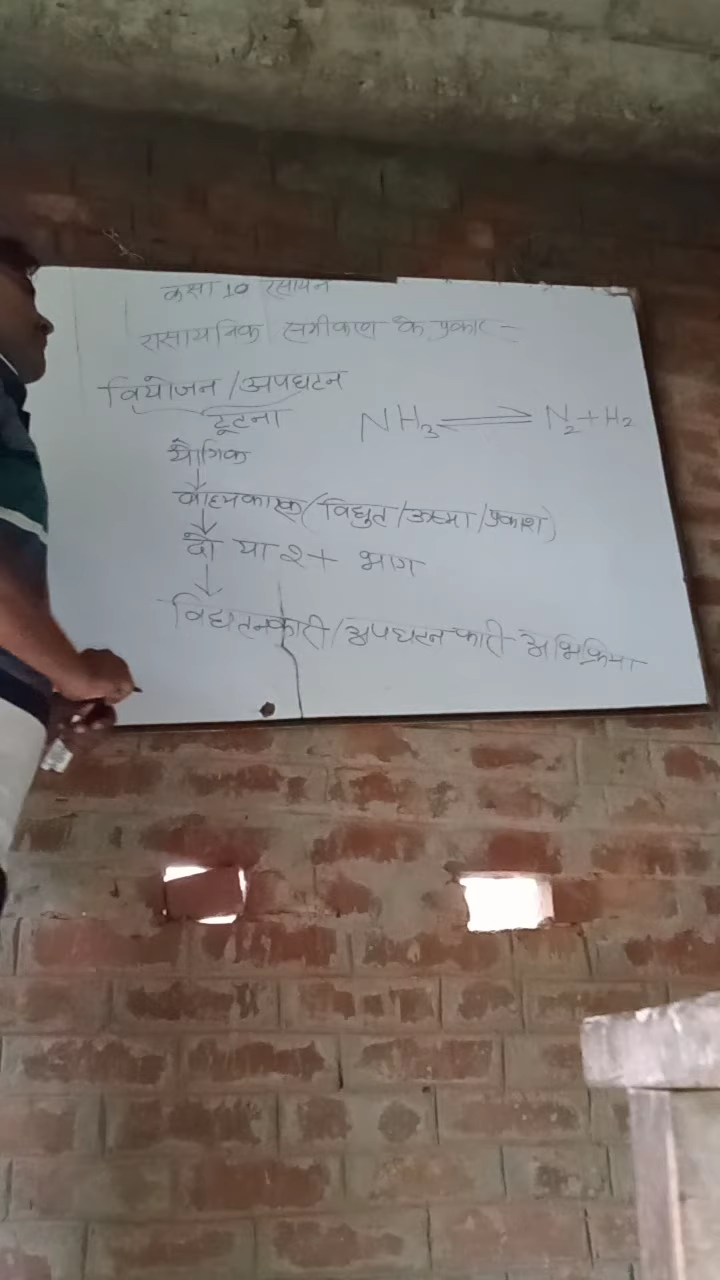 कक्षा 10 रसायन
रासायनिक समीकरण के प्रकार -
वियोजन / अपघटन
टूटना
NH₃ ⇌ N₂ + H₂
यौगिक
↓
बाह्यकारक (विद्युत / ऊष्मा / प्रकाश)
↓
दो या 2+ भाग
↓
विघटनकारी / अपघटनकारी अभिक्रिया